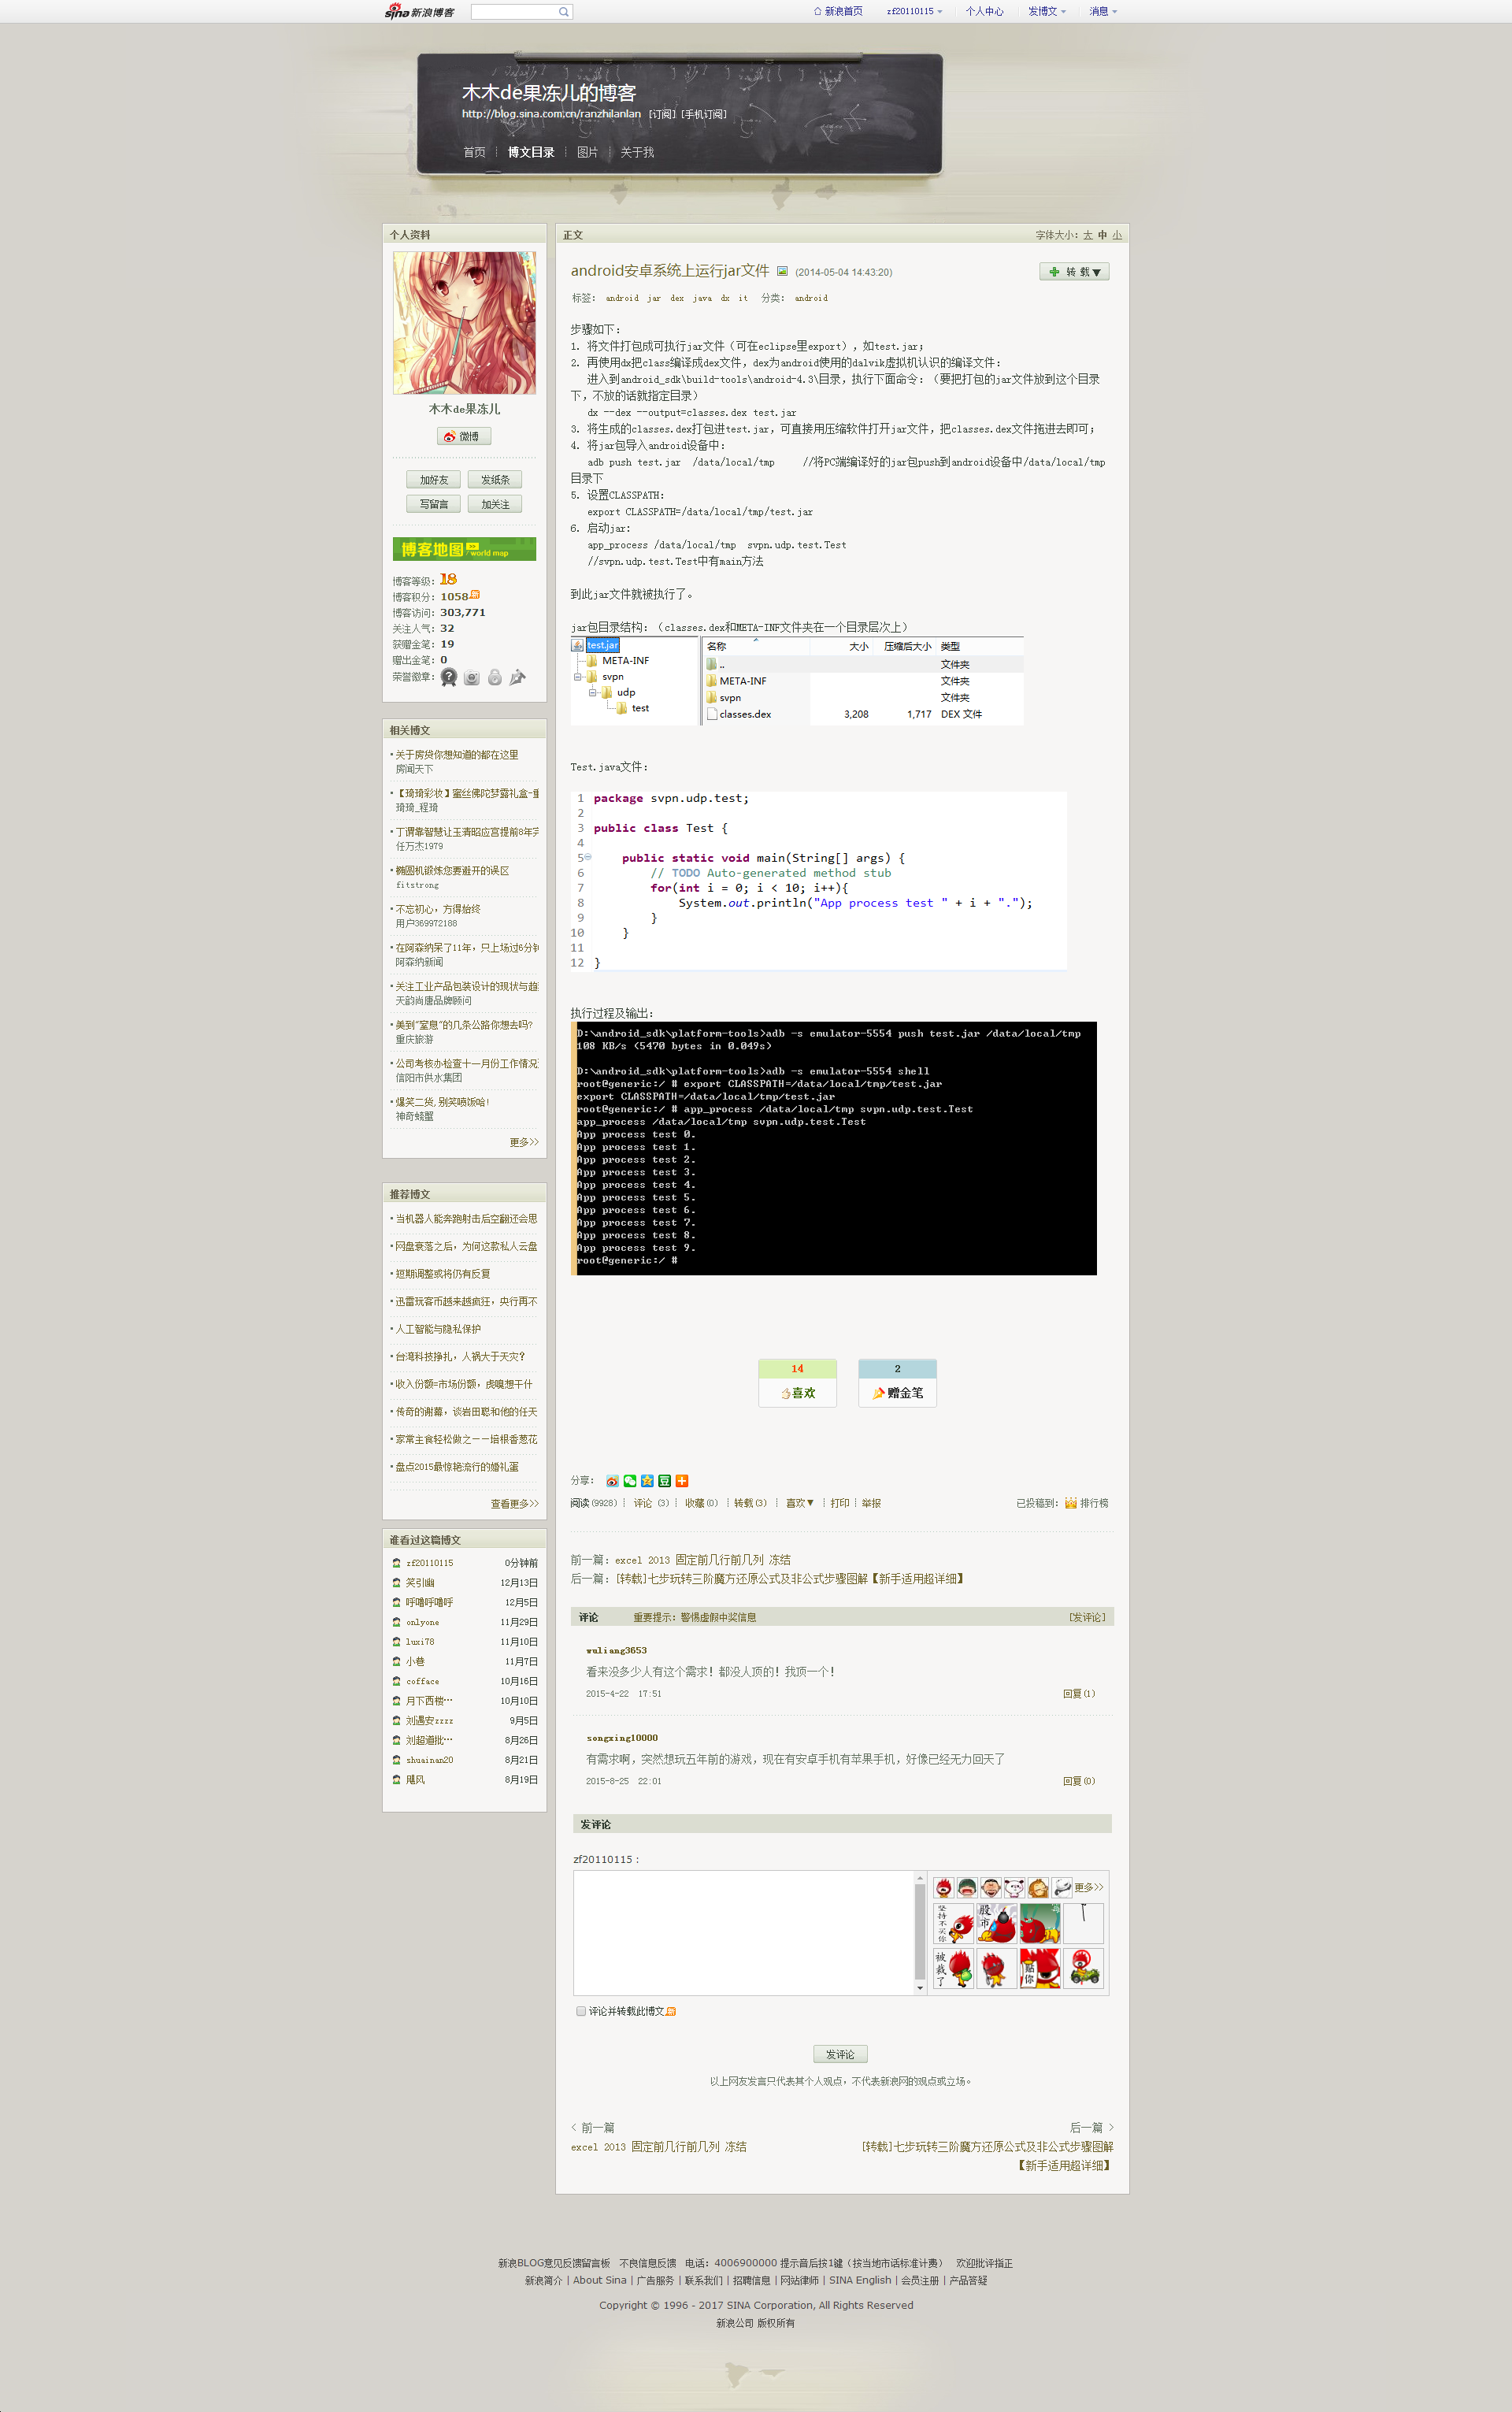 sina 新浪博客
新浪首页 zf20110115 个人中心 发博文 消息
木木de果冻儿的博客
http://blog.sina.com.cn/ranzhilanlan [订阅] [手机订阅]
首页 博文目录 图片 关于我
个人资料
木木de果冻儿
微博
加好友 发纸条
写留言 加关注
博客地图 world map
博客等级：18
博客积分：1058
博客访问：303,771
关注人气：32
获赠金笔：19
赠出金笔：0
荣誉徽章：
相关博文
关于房贷你想知道的都在这里
房闻天下
【琦琦彩妆】蜜丝佛陀梦露礼盒-重
琦琦_程琦
丁谓靠智慧让玉清昭应宫提前8年完
任万杰1979
椭圆机锻炼您要避开的误区
fitstrong
不忘初心，方得始终
用户369972188
在阿森纳呆了11年，只上场过6分钟
阿森纳新闻
关注工业产品包装设计的现状与趋
天韵尚唐品牌顾问
美到“窒息”的几条公路你想去吗?
重庆旅游
公司考核办检查十一月份工作情况
信阳市供水集团
爆笑二货,别笑喷饭哈!
神奇螃蟹
更多>>
推荐博文
当机器人能奔跑射击后空翻还会思
网盘衰落之后，为何这款私人云盘
短期调整或将仍有反复
迅雷玩客币越来越疯狂，央行再不
人工智能与隐私保护
台湾科技挣扎，人祸大于天灾？
收入份额=市场份额，虎嗅想干什
传奇的谢幕，谈岩田聪和他的任天
家常主食轻松做之——培根香葱花
盘点2015最惊艳流行的婚礼蛋
查看更多>>
谁看过这篇博文
zf20110115 0分钟前
笑引幽 12月13日
呼噜呼噜呼 12月5日
onlyone 11月29日
luxi78 11月10日
小巷 11月7日
cofface 10月16日
月下西楼… 10月10日
刘遇安zzzz 9月5日
刘超道批… 8月26日
shuainan20 8月21日
飓风 8月19日
正文 字体大小：大 中 小
android安卓系统上运行jar文件 (2014-05-04 14:43:20) 转载▼
标签： android jar dex java dx it 分类： android
步骤如下：
1. 将文件打包成可执行jar文件（可在eclipse里export），如test.jar；
2. 再使用dx把class编译成dex文件，dex为android使用的dalvik虚拟机认识的编译文件：
进入到android_sdk\build-tools\android-4.3\目录，执行下面命令：（要把打包的jar文件放到这个目录
下，不放的话就指定目录）
dx --dex --output=classes.dex test.jar
3. 将生成的classes.dex打包进test.jar，可直接用压缩软件打开jar文件，把classes.dex文件拖进去即可；
4. 将jar包导入android设备中：
adb push test.jar /data/local/tmp //将PC端编译好的jar包push到android设备中/data/local/tmp
目录下
5. 设置CLASSPATH：
export CLASSPATH=/data/local/tmp/test.jar
6. 启动jar：
app_process /data/local/tmp svpn.udp.test.Test
//svpn.udp.test.Test中有main方法
到此jar文件就被执行了。
jar包目录结构：（classes.dex和META-INF文件夹在一个目录层次上）
test.jar
META-INF
svpn
udp
test
名称 大小 压缩后大小 类型
.. 文件夹
META-INF 文件夹
svpn 文件夹
classes.dex 3,208 1,717 DEX 文件
Test.java文件：
1 package svpn.udp.test;
2
3 public class Test {
4
5 public static void main(String[] args) {
6 // TODO Auto-generated method stub
7 for(int i = 0; i < 10; i++){
8 System.out.println("App process test " + i + ".");
9 }
10 }
11
12 }
执行过程及输出：
D:\android_sdk\platform-tools>adb -s emulator-5554 push test.jar /data/local/tmp
108 KB/s (5470 bytes in 0.049s)
D:\android_sdk\platform-tools>adb -s emulator-5554 shell
root@generic:/ # export CLASSPATH=/data/local/tmp/test.jar
export CLASSPATH=/data/local/tmp/test.jar
root@generic:/ # app_process /data/local/tmp svpn.udp.test.Test
app_process /data/local/tmp svpn.udp.test.Test
App process test 0.
App process test 1.
App process test 2.
App process test 3.
App process test 4.
App process test 5.
App process test 6.
App process test 7.
App process test 8.
App process test 9.
root@generic:/ #
14 2
喜欢 赠金笔
分享：
阅读(9928) ┊ 评论 (3) ┊ 收藏(0) ┊ 转载(3) ┊ 喜欢▼ ┊ 打印 ┊ 举报 已投稿到： 排行榜
前一篇：excel 2013 固定前几行前几列 冻结
后一篇：[转载]七步玩转三阶魔方还原公式及非公式步骤图解【新手适用超详细】
评论 重要提示：警惕虚假中奖信息 [发评论]
wuliang3653
看来没多少人有这个需求！都没人顶的！我顶一个！
2015-4-22 17:51 回复(1)
songxing10000
有需求啊，突然想玩五年前的游戏，现在有安卓手机有苹果手机，好像已经无力回天了
2015-8-25 22:01 回复(0)
发评论
zf20110115：
更多>>
坚持不买你 股市
被裁了 贴你
评论并转载此博文
发评论
以上网友发言只代表其个人观点，不代表新浪网的观点或立场。
< 前一篇 后一篇 >
excel 2013 固定前几行前几列 冻结 [转载]七步玩转三阶魔方还原公式及非公式步骤图解
【新手适用超详细】
新浪BLOG意见反馈留言板 不良信息反馈 电话：4006900000 提示音后按1键（按当地市话标准计费） 欢迎批评指正
新浪简介 | About Sina | 广告服务 | 联系我们 | 招聘信息 | 网站律师 | SINA English | 会员注册 | 产品答疑
Copyright © 1996 - 2017 SINA Corporation, All Rights Reserved
新浪公司 版权所有